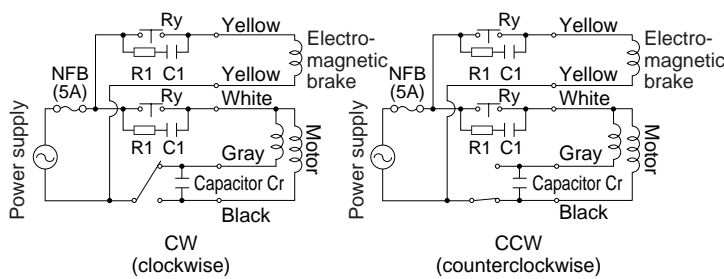 Ry
Yellow
R1 C1
Yellow
Electro-
magnetic
brake
NFB
(5A)
Ry
White
R1 C1
Gray
Capacitor Cr
Black
Motor
Power supply
CW
(clockwise)
Ry
Yellow
R1 C1
Yellow
Electro-
magnetic
brake
NFB
(5A)
Ry
White
R1 C1
Gray
Capacitor Cr
Black
Motor
Power supply
CCW
(counterclockwise)